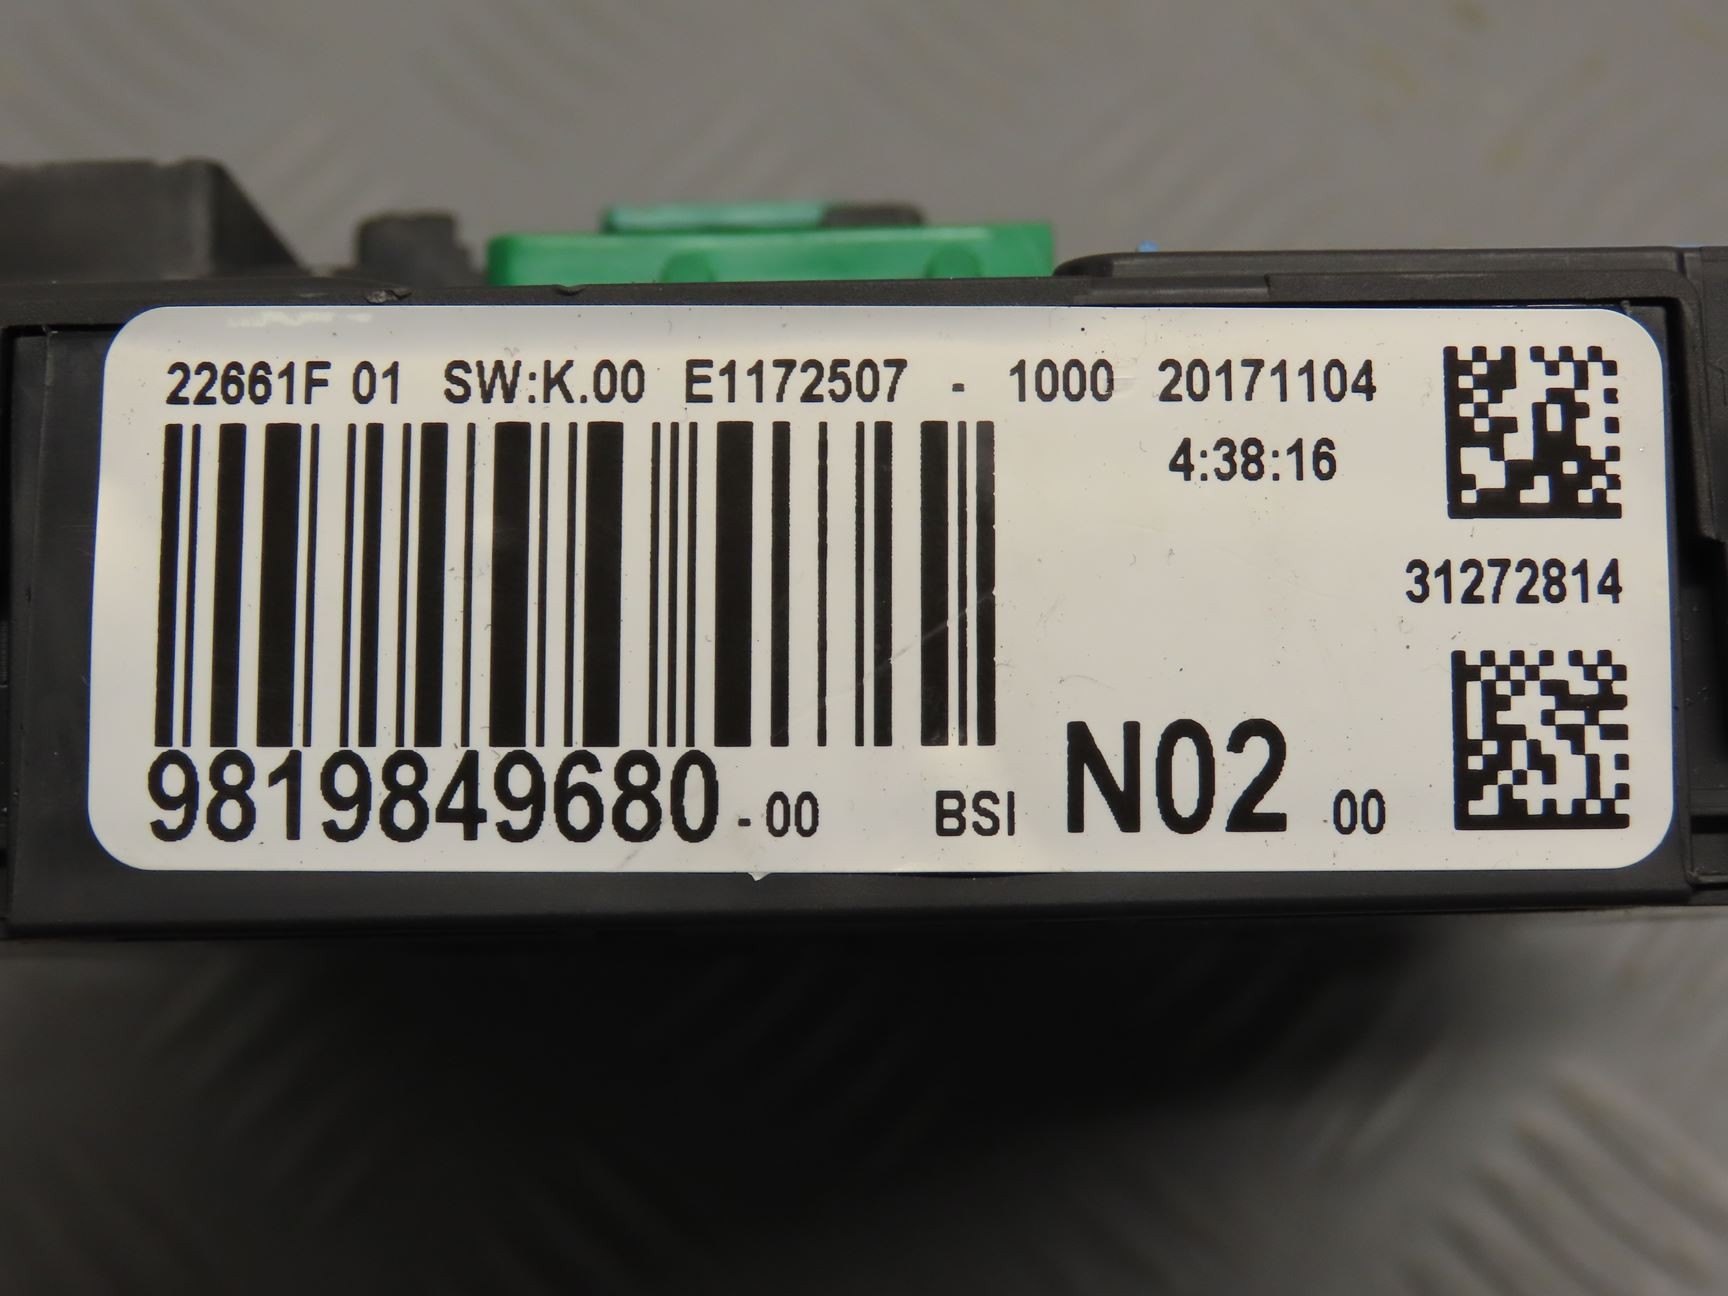 22661F 01 SW:K.00 E1172507 - 1000 20171104
4:38:16
31272814
9819849680 -00 BSI N02 00